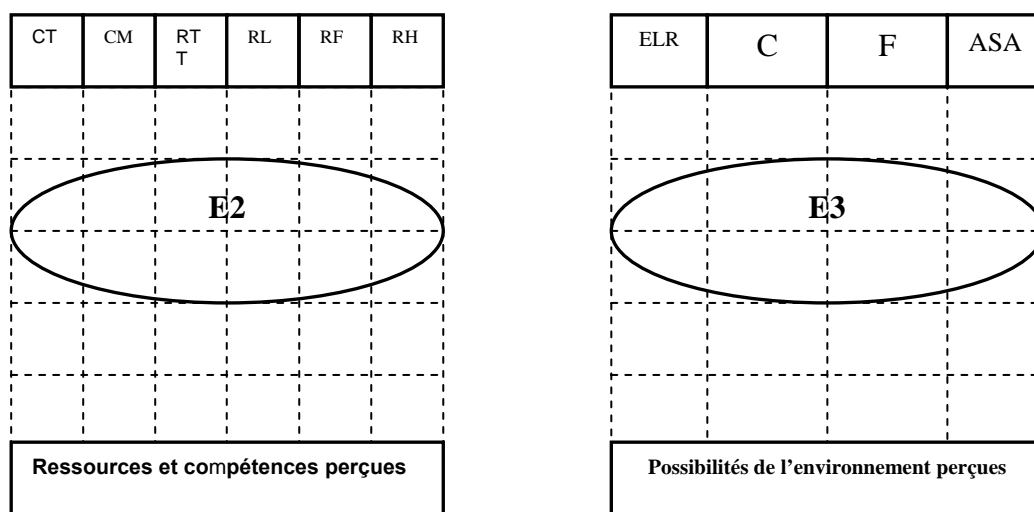 CT CM RT RL RF RH
T
ELR C F ASA
E2
E3
Ressources et compétences perçues
Possibilités de l’environnement perçues